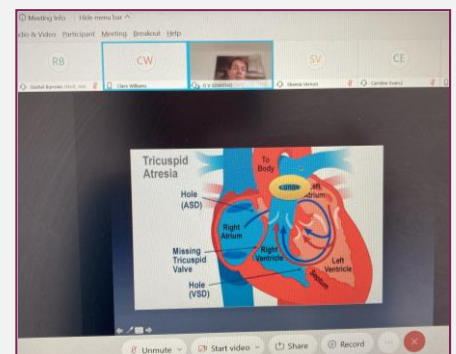 Meeting Info Hide menu bar
Audio & Video Participant Meeting Breakout Help
RB
CW
SV
CE
Clare Williams
Tricuspid
Atresia
To
Body
Hole
(ASD)
Lungs
Left
Atrium
Right
Atrium
Missing
Tricuspid
Valve
Right
Ventricle
Left
Ventricle
Septum
Hole
(VSD)
Unmute
Start video
Share
Record